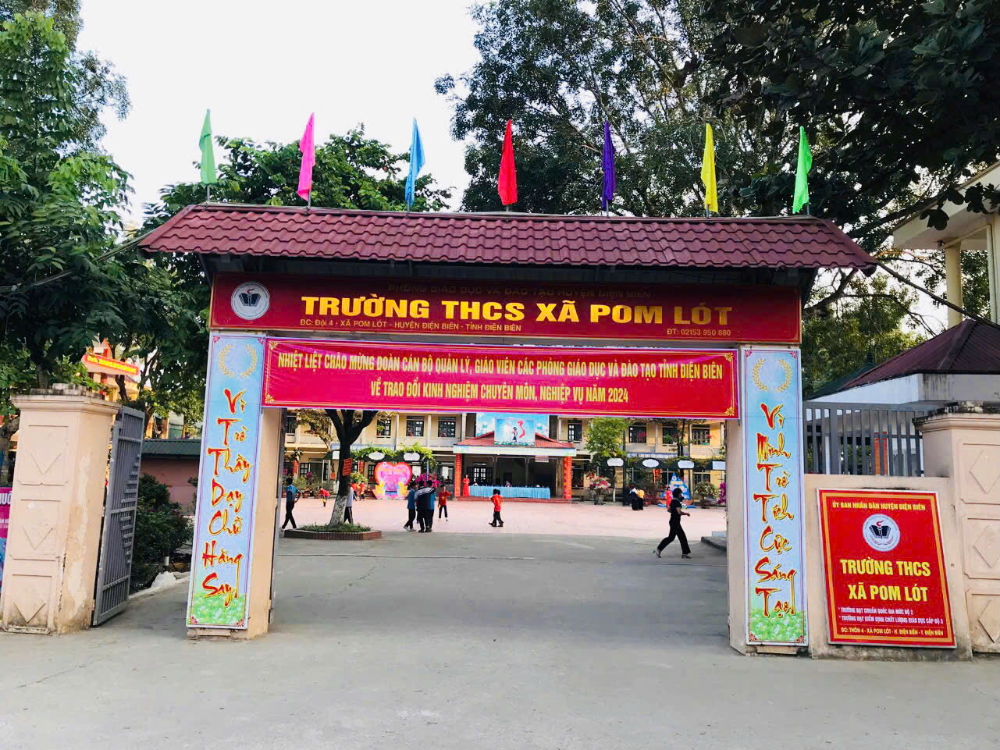 PHÒNG GIÁO DỤC VÀ ĐÀO TẠO HUYỆN ĐIỆN BIÊN
TRƯỜNG THCS XÃ POM LÓT
ĐC: Đội 4 - XÃ POM LÓT - HUYỆN ĐIỆN BIÊN - TỈNH ĐIỆN BIÊN
ĐT: 02153 950 880
NHIỆT LIỆT CHÀO MỪNG ĐOÀN CÁN BỘ QUẢN LÝ, GIÁO VIÊN CÁC PHÒNG GIÁO DỤC VÀ ĐÀO TẠO TỈNH ĐIỆN BIÊN
VỀ TRAO ĐỔI KINH NGHIỆM CHUYÊN MÔN, NGHIỆP VỤ NĂM 2024
Vì
Trò
Thầy
Dạy
Chữ
Hăng
Say
Vì
Mình
Trò
Tích
Cực
Sáng
Tạo
ỦY BAN NHÂN DÂN HUYỆN ĐIỆN BIÊN
TRƯỜNG THCS
XÃ POM LÓT
* TRƯỜNG ĐẠT CHUẨN QUỐC GIA MỨC ĐỘ 2
* TRƯỜNG ĐẠT KIỂM ĐỊNH CHẤT LƯỢNG GIÁO DỤC CẤP ĐỘ 3
ĐC: THÔN 4 - XÃ POM LÓT - H. ĐIỆN BIÊN - T. ĐIỆN BIÊN